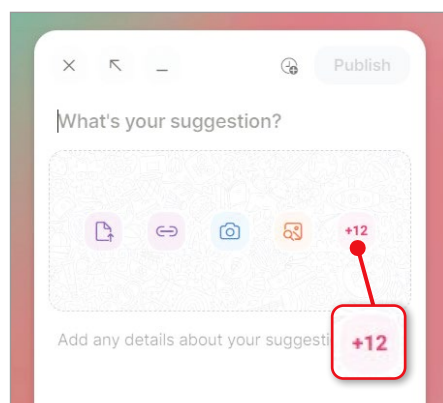 Publish
What's your suggestion?
+12
Add any details about your suggesti
+12